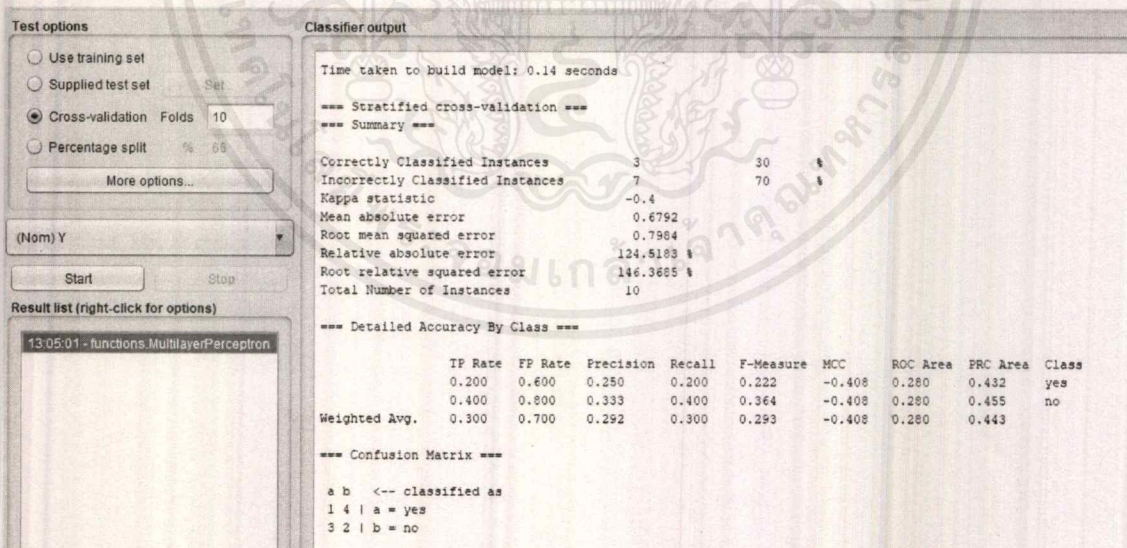 Test options
Use training set
Supplied test set Set...
Cross-validation Folds 10
Percentage split % 66
More options...
(Nom) Y
Start Stop
Result list (right-click for options)
13:05:01 - functions.MultilayerPerceptron
Classifier output
Time taken to build model: 0.14 seconds
=== Stratified cross-validation ===
=== Summary ===
Correctly Classified Instances 3 30 %
Incorrectly Classified Instances 7 70 %
Kappa statistic -0.4
Mean absolute error 0.6792
Root mean squared error 0.7984
Relative absolute error 124.5183 %
Root relative squared error 146.3685 %
Total Number of Instances 10
=== Detailed Accuracy By Class ===
TP Rate FP Rate Precision Recall F-Measure MCC ROC Area PRC Area Class
0.200 0.600 0.250 0.200 0.222 -0.408 0.280 0.432 yes
0.400 0.800 0.333 0.400 0.364 -0.408 0.280 0.455 no
Weighted Avg. 0.300 0.700 0.292 0.300 0.293 -0.408 0.280 0.443
=== Confusion Matrix ===
a b <-- classified as
1 4 | a = yes
3 2 | b = no